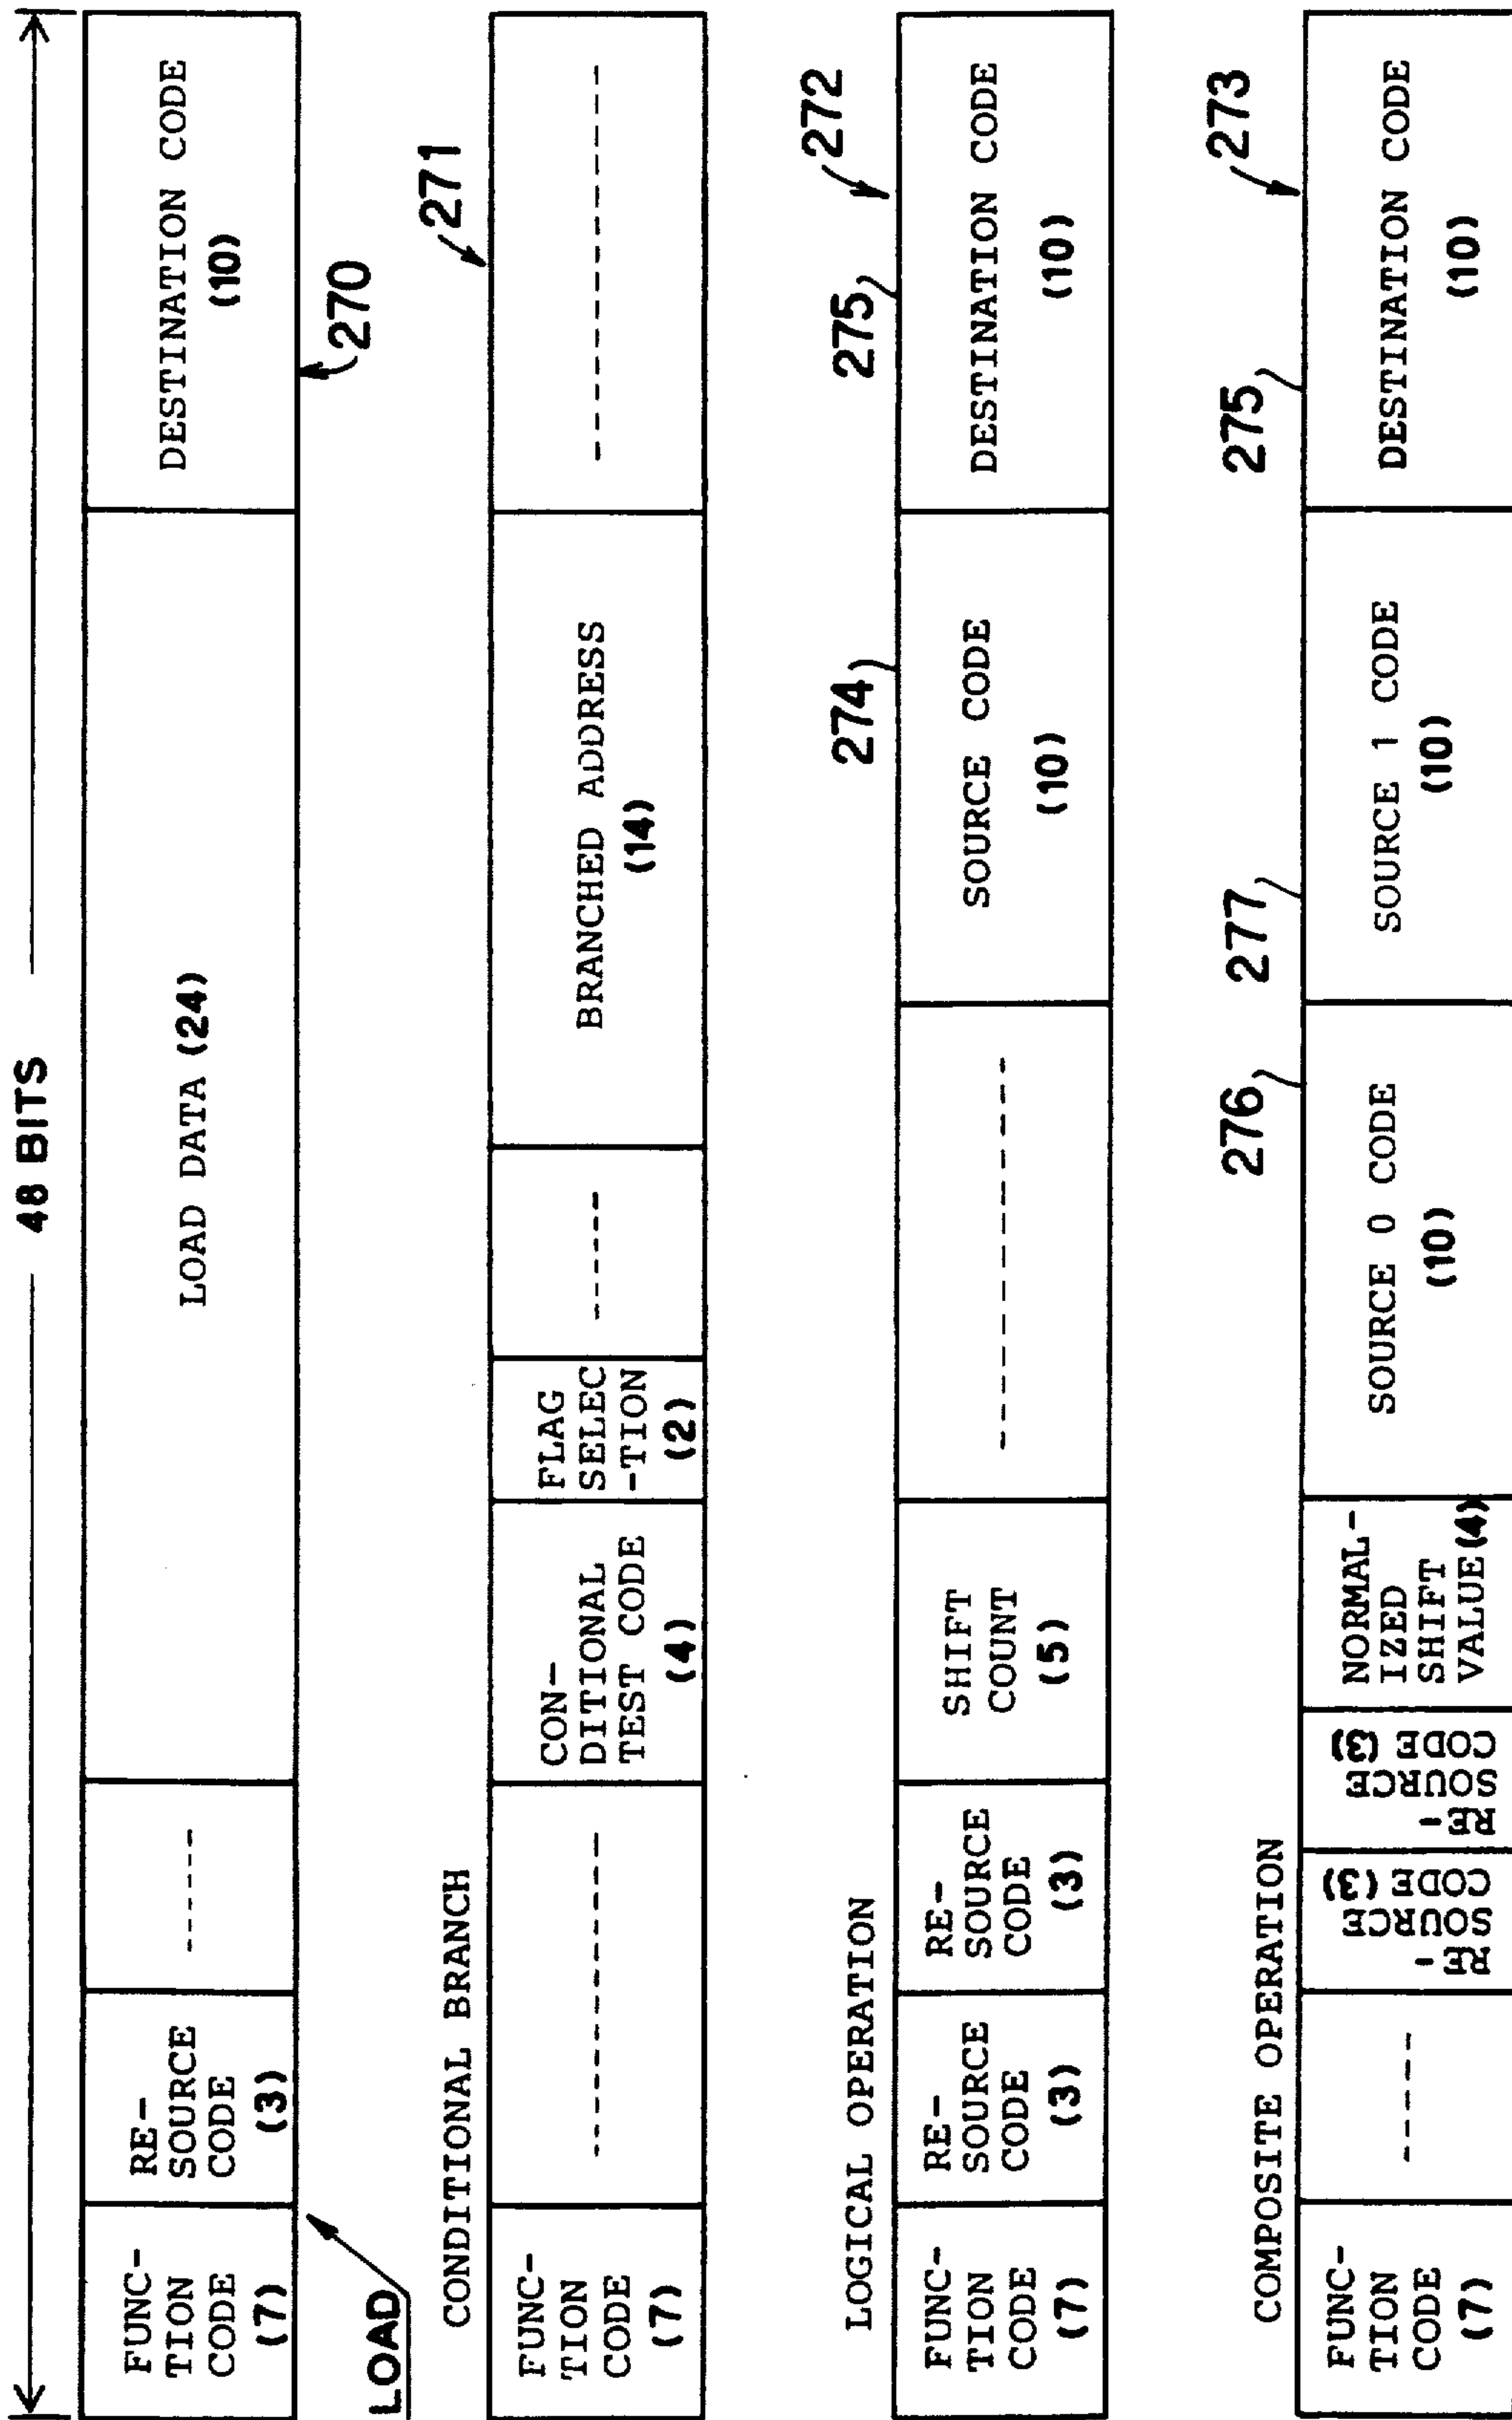 48 BITS
FUNC-
TION
CODE
(7)
RE-
SOURCE
CODE
(3)
-----
LOAD DATA (24)
DESTINATION CODE
(10)
LOAD
270
CONDITIONAL BRANCH
271
FUNC-
TION
CODE
(7)
-------------
CON-
DITIONAL
TEST CODE
(4)
FLAG
SELEC
-TION
(2)
------
BRANCHED ADDRESS
(14)
----------------
LOGICAL OPERATION
274
275
272
FUNC-
TION
CODE
(7)
RE-
SOURCE
CODE
(3)
RE-
SOURCE
CODE
(3)
SHIFT
COUNT
(5)
----------------
SOURCE CODE
(10)
DESTINATION CODE
(10)
COMPOSITE OPERATION
276
277
275
273
FUNC-
TION
CODE
(7)
-----
RE-
SOURCE
CODE (3)
RE-
SOURCE
CODE (3)
NORMAL-
IZED
SHIFT
VALUE (4)
SOURCE 0 CODE
(10)
SOURCE 1 CODE
(10)
DESTINATION CODE
(10)